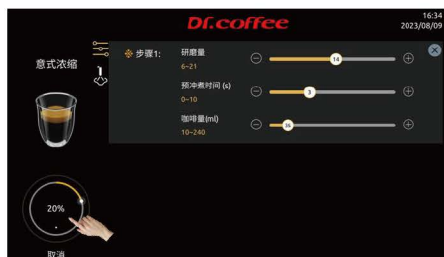 Dr.coffee
16:34
2023/08/09
意式浓缩
步骤1:
研磨量
6-21
14
预冲煮时间 (s)
0-10
3
咖啡量(ml)
10-240
36
20%
取消